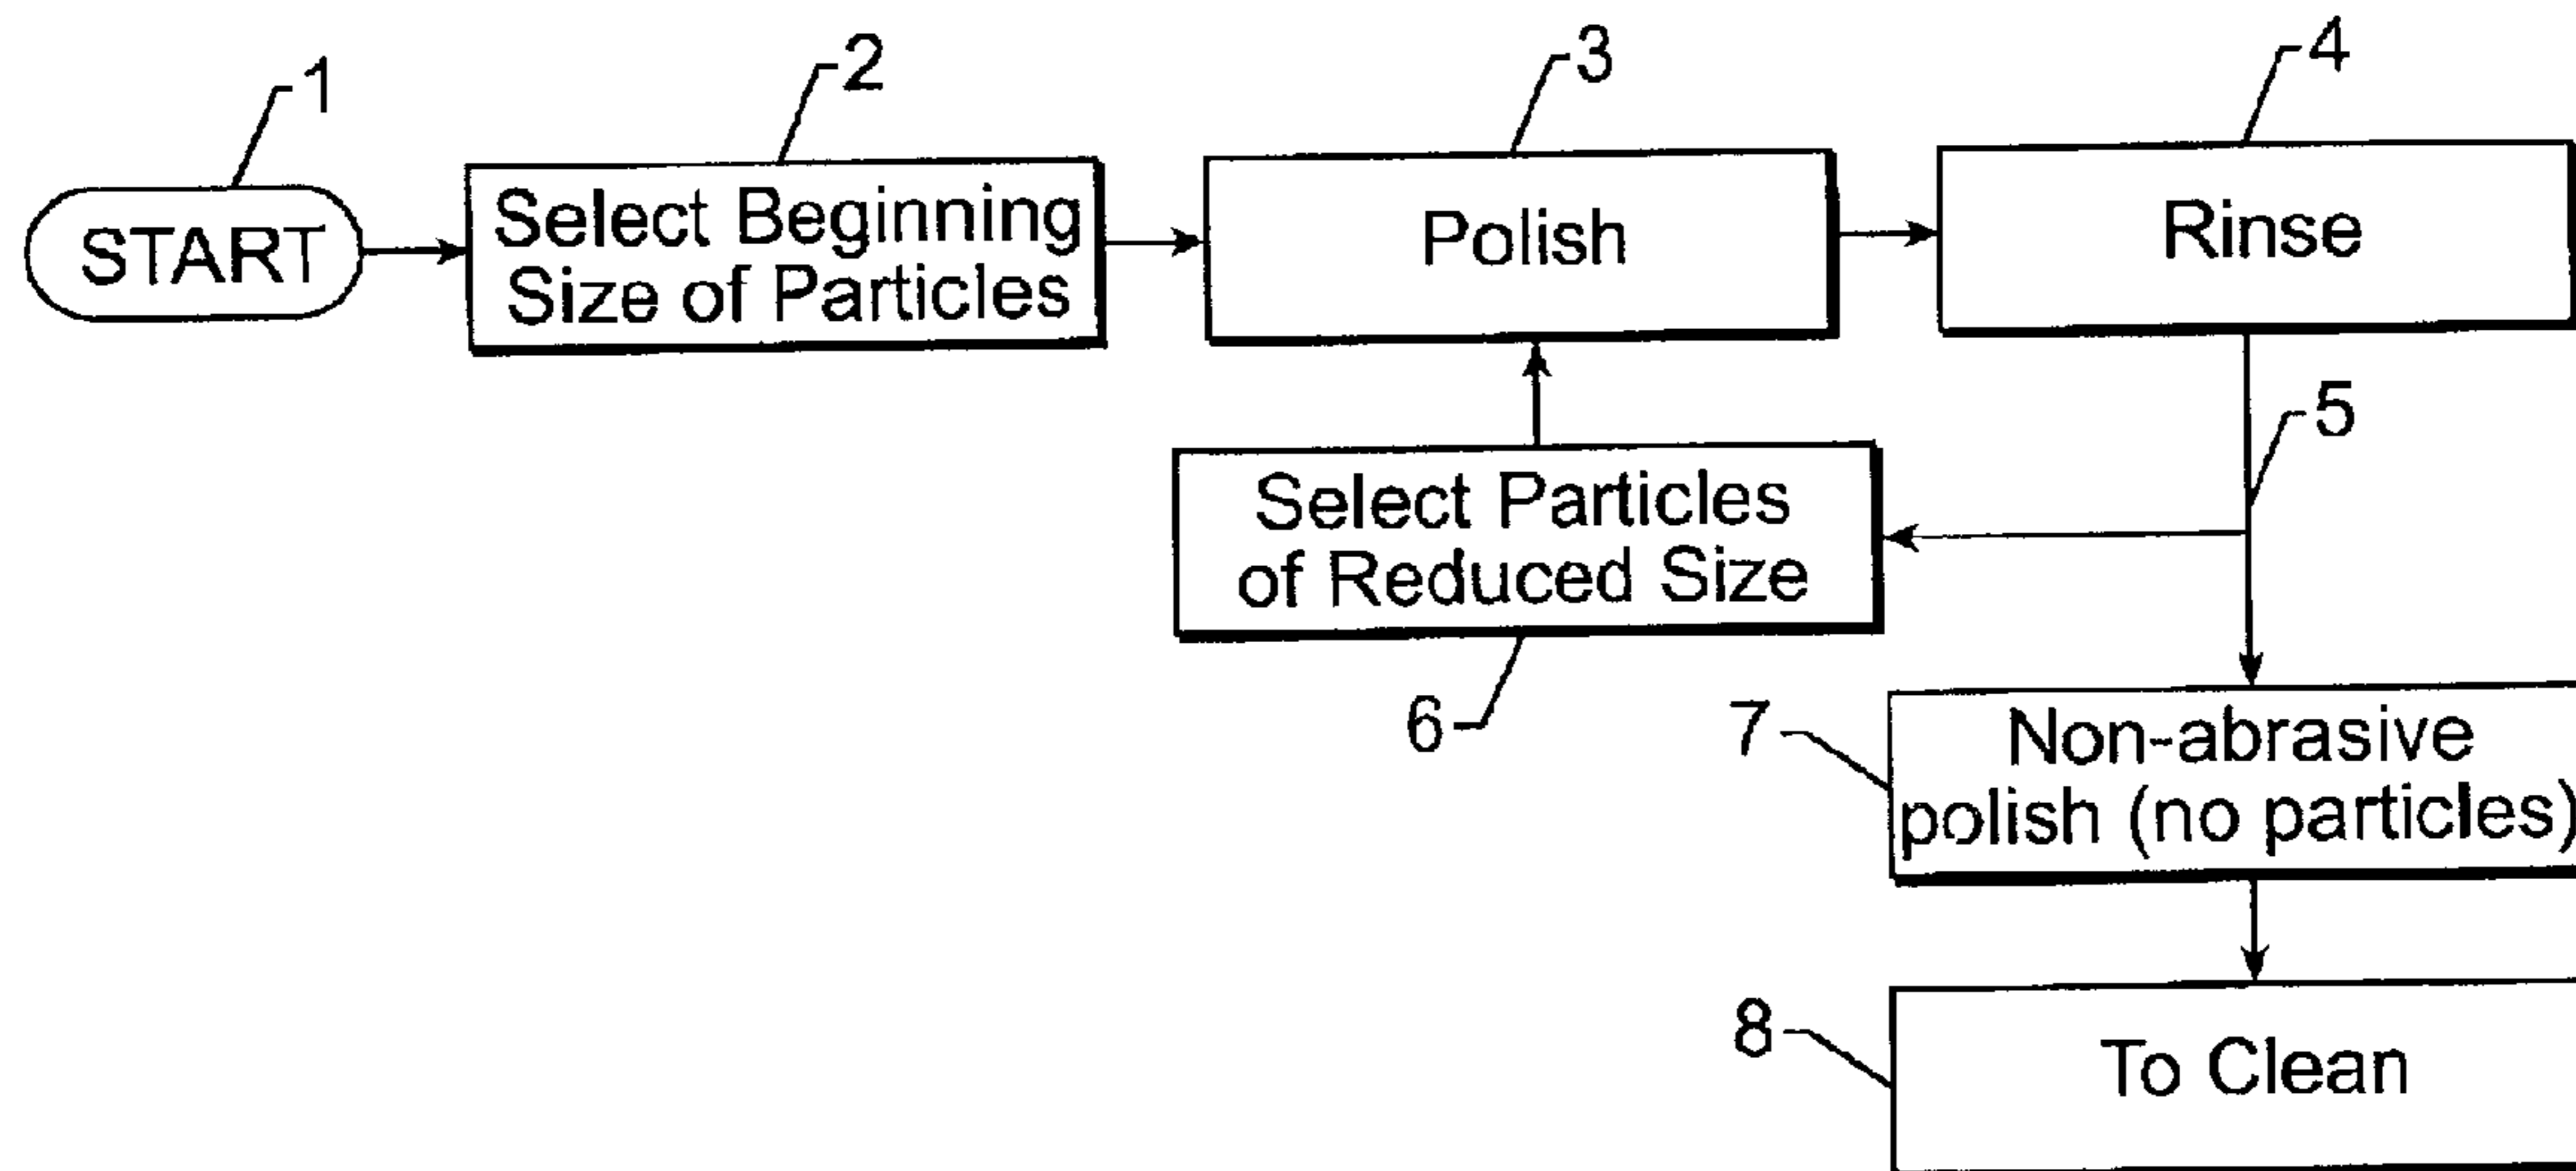 1
2
3
4
START
Select Beginning
Size of Particles
Polish
Rinse
5
Select Particles
of Reduced Size
6
7
Non-abrasive
polish (no particles)
8
To Clean